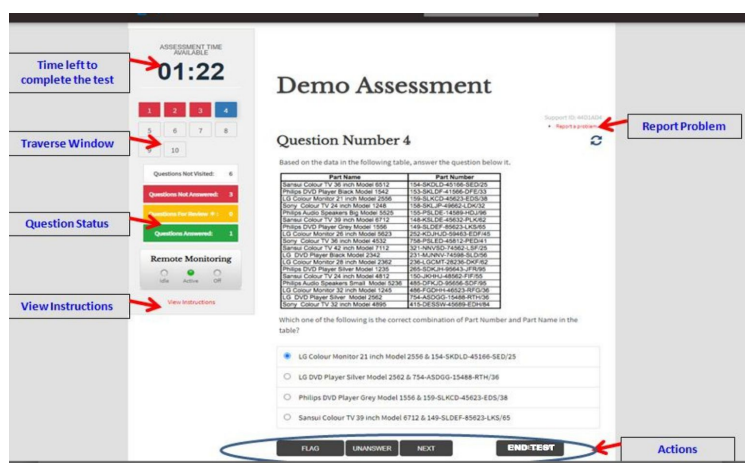 Time left to
complete the test
Traverse Window
Question Status
View Instructions
ASSESSMENT TIME
AVAILABLE
01:22
1 2 3 4
5 6 7 8
9 10
Questions Not Visited: 6
Questions Not Answered: 3
Questions For Review : 0
Questions Answered: 1
Remote Monitoring
Idle Active Off
View Instructions
Demo Assessment
Support ID: #401A04
Report a problem
Report Problem
Question Number 4
Based on the data in the following table, answer the question below it.
Part Name Part Number
Sansui Colour TV 36 inch Model 6512 154-SKDLD-45166-SED/25
Philips DVD Player Black Model 1542 153-SKLDF-41566-DFE/33
LG Colour Monitor 21 inch Model 2556 159-SLKCD-45623-EDS/38
Sony Colour TV 24 inch Model 1248 158-SKLJP-49662-LDK/32
Philips Audio Speakers Big Model 5525 155-PSLDE-14589-HDJ/96
Sansui Colour TV 39 inch Model 6712 148-KSLDE-45632-PLK/62
Philips DVD Player Grey Model 1556 149-SLDEF-85623-LKS/65
LG Colour Monitor 26 inch Model 5623 252-KDJHJD-59463-EDF/45
Sony Colour TV 36 inch Model 4532 758-PSLED-45812-PED/41
Sansui Colour TV 42 inch Model 7112 321-NNVSD-74562-LSF/25
LG DVD Player Black Model 2342 231-MJNNV-74598-SLD/56
LG Colour Monitor 28 inch Model 2362 236-LGCMT-28236-DKF/62
Philips DVD Player Silver Model 1235 265-SDKJH-95643-JFR/95
Sansui Colour TV 24 inch Model 4812 150-JKHHJ-48562-FIF/55
Philips Audio Speakers Small Model 5236 485-DFKJD-95656-SDF/95
LG Colour Monitor 32 inch Model 1245 486-FGDHH-46523-RFG/36
LG DVD Player Silver Model 2562 754-ASDGG-15488-RTH/36
Sony Colour TV 32 inch Model 4895 415-DESSW-45689-EDH/84
Which one of the following is the correct combination of Part Number and Part Name in the
table?
LG Colour Monitor 21 inch Model 2556 & 154-SKDLD-45166-SED/25
LG DVD Player Silver Model 2562 & 754-ASDGG-15488-RTH/36
Philips DVD Player Grey Model 1556 & 159-SLKCD-45623-EDS/38
Sansui Colour TV 39 inch Model 6712 & 149-SLDEF-85623-LKS/65
FLAG UNANSWER NEXT END TEST
Actions